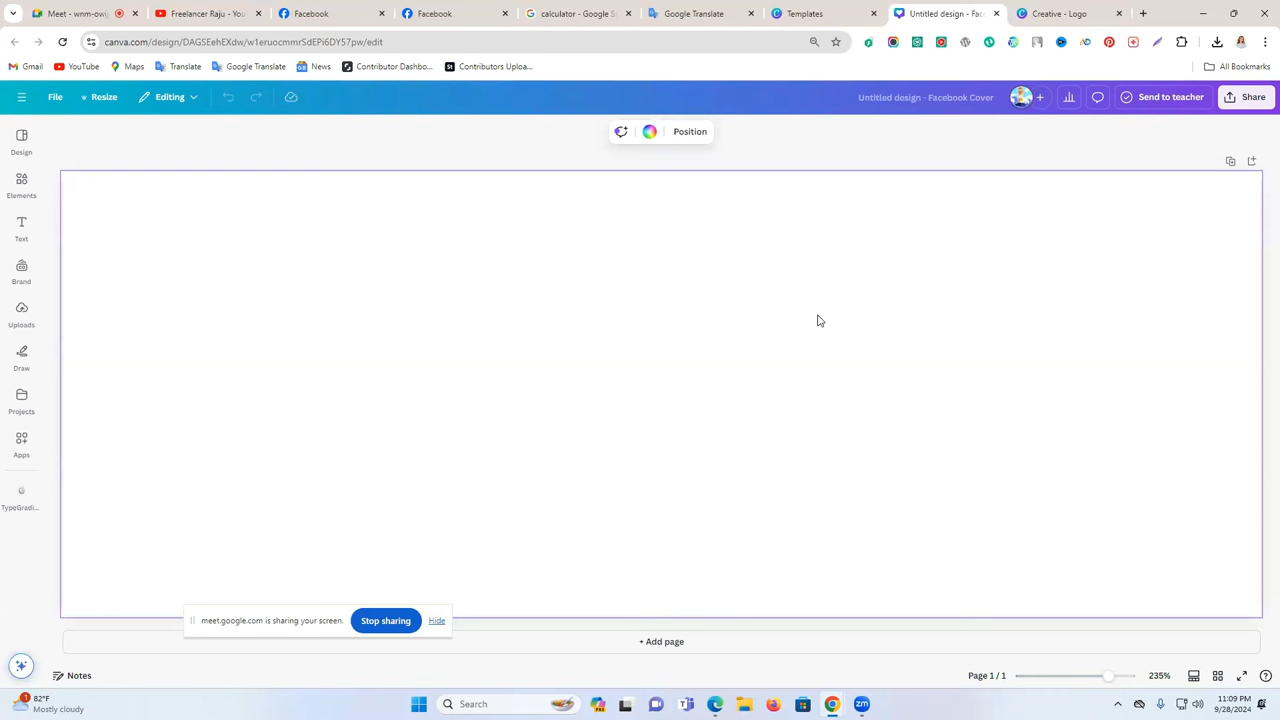 Meet - wnm-owvj
Freelancer Raju - You
Facebook
Facebook
calculator - Google S
Google Translate
Templates
Untitled design - Fac
Creative - Logo
canva.com/design/DAGSEehEXdw/w1eruocmmrSdEPi6DY57pw/edit
Gmail
YouTube
Maps
Translate
Google Translate
News
Contributor Dashbo...
Contributors Uploa...
All Bookmarks
File
Resize
Editing
Untitled design - Facebook Cover
Send to teacher
Share
Position
Design
Elements
Text
Brand
Uploads
Draw
Projects
Apps
TypeGradi...
meet.google.com is sharing your screen.
Stop sharing
Hide
+ Add page
Notes
Page 1 / 1
235%
82°F
Mostly cloudy
Search
11:09 PM
9/28/2024